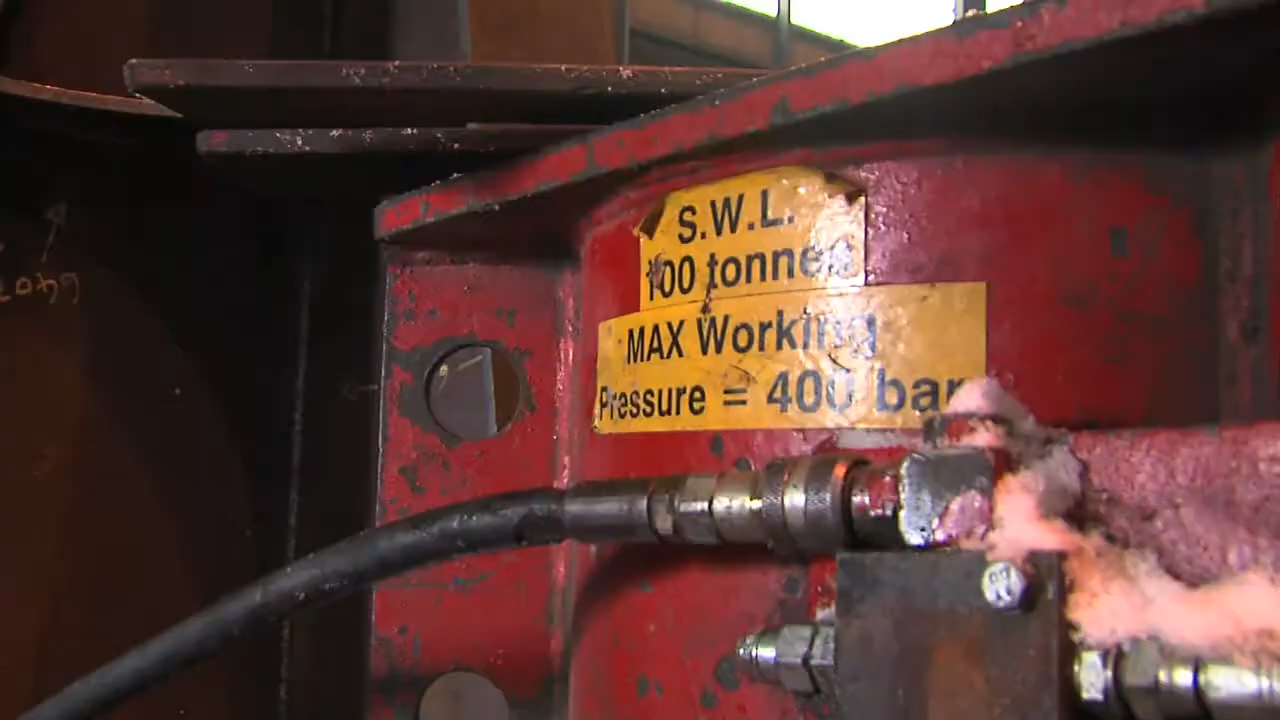 S.W.L.
100 tonnes
MAX Working
Pressure = 400 bar